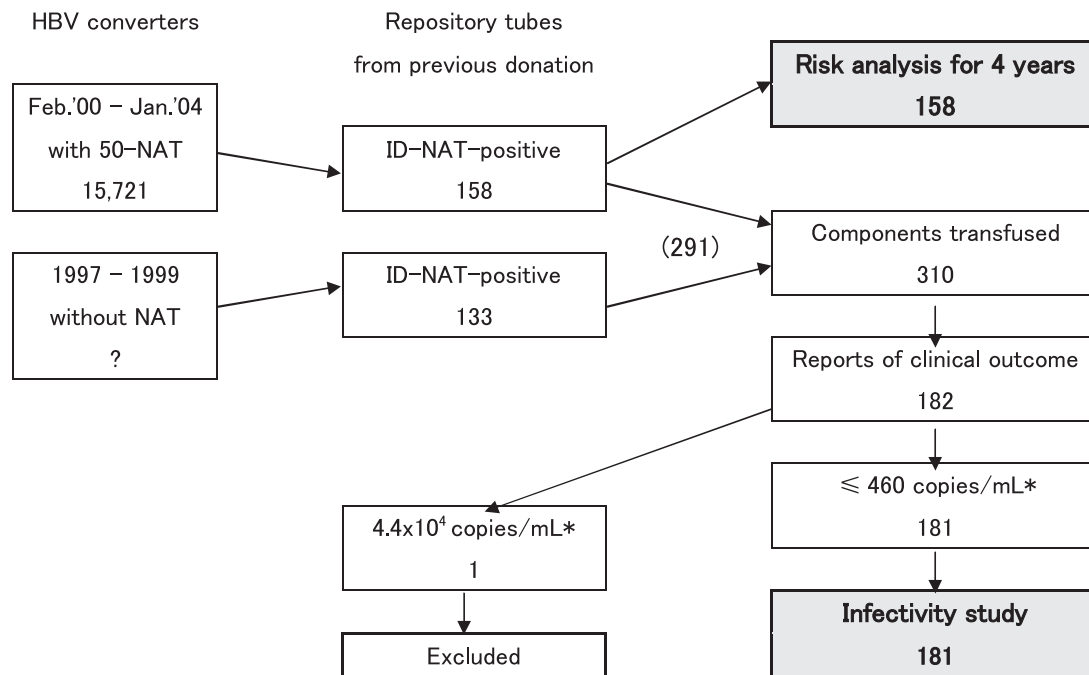 HBV converters
Repository tubes
from previous donation
Risk analysis for 4 years
158
Feb.'00 - Jan.'04
with 50-NAT
15,721
ID-NAT-positive
158
1997 - 1999
without NAT
?
ID-NAT-positive
133
(291)
Components transfused
310
Reports of clinical outcome
182
≦ 460 copies/mL*
181
4.4x10⁴ copies/mL*
1
Infectivity study
181
Excluded